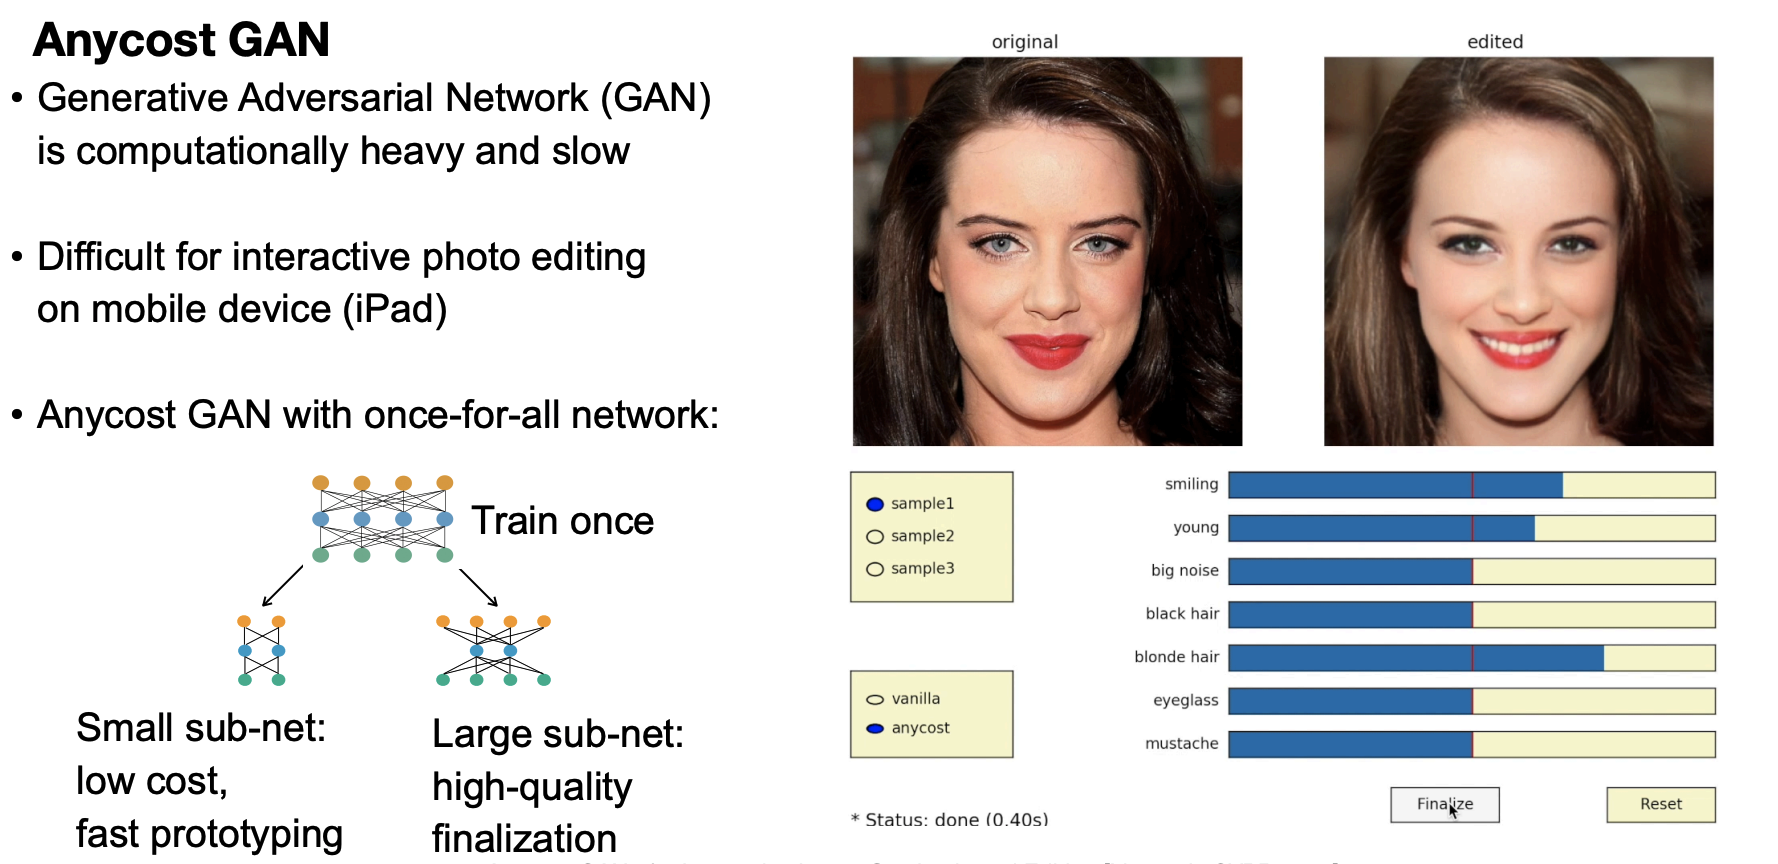 Anycost GAN
• Generative Adversarial Network (GAN)
is computationally heavy and slow
• Difficult for interactive photo editing
on mobile device (iPad)
• Anycost GAN with once-for-all network:
Train once
Small sub-net:
low cost,
fast prototyping
Large sub-net:
high-quality
finalization
original
edited
sample1
sample2
sample3
vanilla
anycost
smiling
young
big noise
black hair
blonde hair
eyeglass
mustache
Finalize
Reset
* Status: done (0.40s)